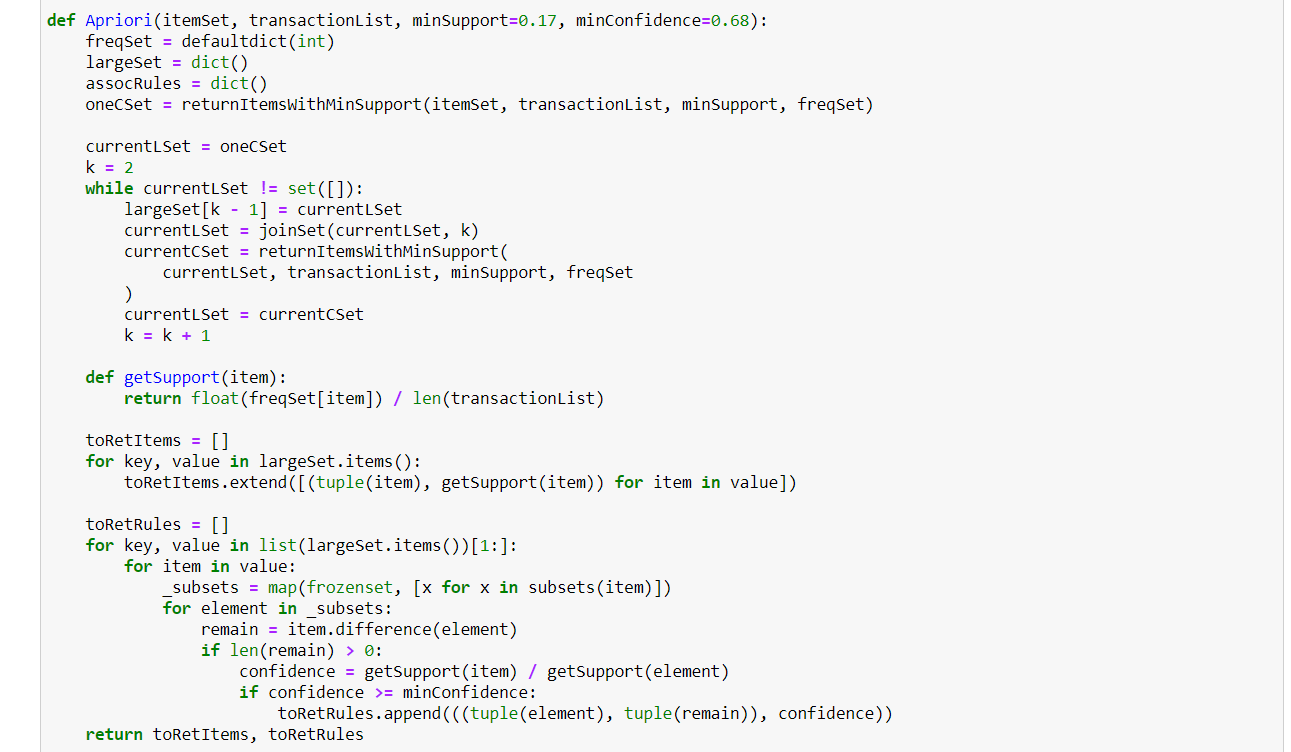 def Apriori(itemSet, transactionList, minSupport=0.17, minConfidence=0.68):
    freqSet = defaultdict(int)
    largeSet = dict()
    assocRules = dict()
    oneCSet = returnItemsWithMinSupport(itemSet, transactionList, minSupport, freqSet)

    currentLSet = oneCSet
    k = 2
    while currentLSet != set([]):
        largeSet[k - 1] = currentLSet
        currentLSet = joinSet(currentLSet, k)
        currentCSet = returnItemsWithMinSupport(
            currentLSet, transactionList, minSupport, freqSet
        )
        currentLSet = currentCSet
        k = k + 1

    def getSupport(item):
        return float(freqSet[item]) / len(transactionList)

    toRetItems = []
    for key, value in largeSet.items():
        toRetItems.extend([(tuple(item), getSupport(item)) for item in value])

    toRetRules = []
    for key, value in list(largeSet.items())[1:]:
        for item in value:
            _subsets = map(frozenset, [x for x in subsets(item)])
            for element in _subsets:
                remain = item.difference(element)
                if len(remain) > 0:
                    confidence = getSupport(item) / getSupport(element)
                    if confidence >= minConfidence:
                        toRetRules.append(((tuple(element), tuple(remain)), confidence))
    return toRetItems, toRetRules